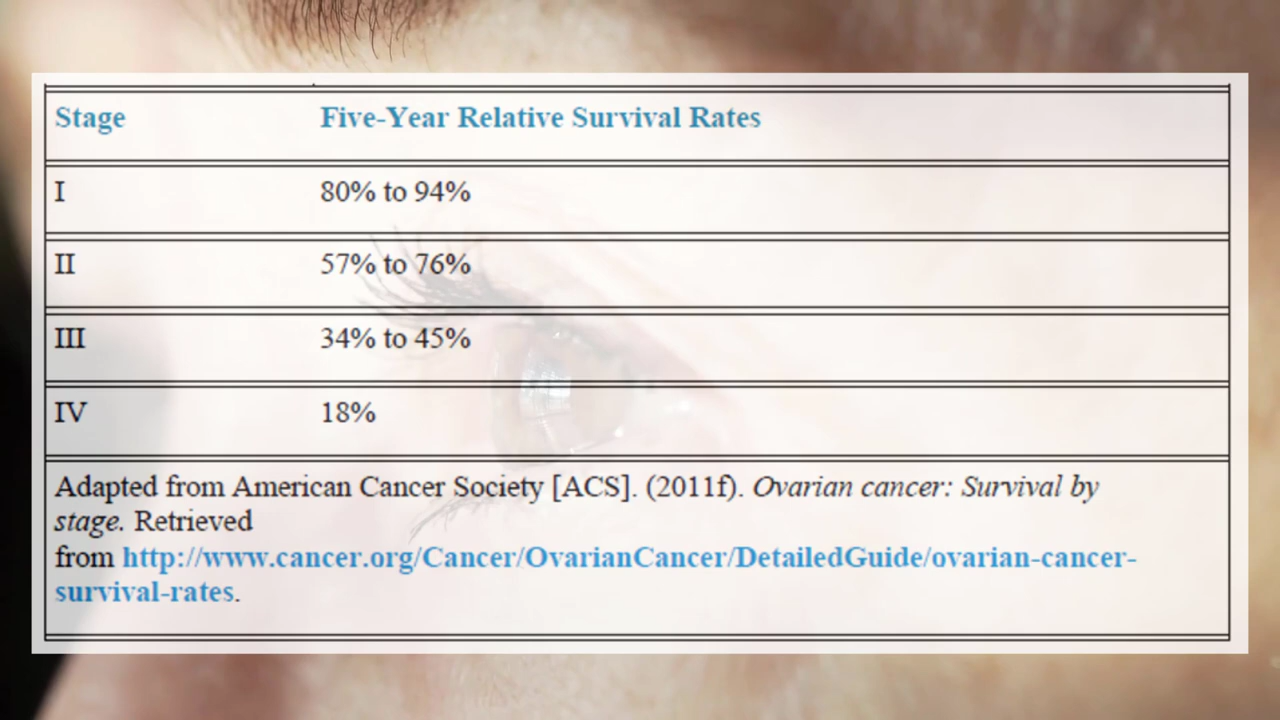 Stage Five-Year Relative Survival Rates
I 80% to 94%
II 57% to 76%
III 34% to 45%
IV 18%
Adapted from American Cancer Society [ACS]. (2011f). Ovarian cancer: Survival by
stage. Retrieved
from http://www.cancer.org/Cancer/OvarianCancer/DetailedGuide/ovarian-cancer-
survival-rates.